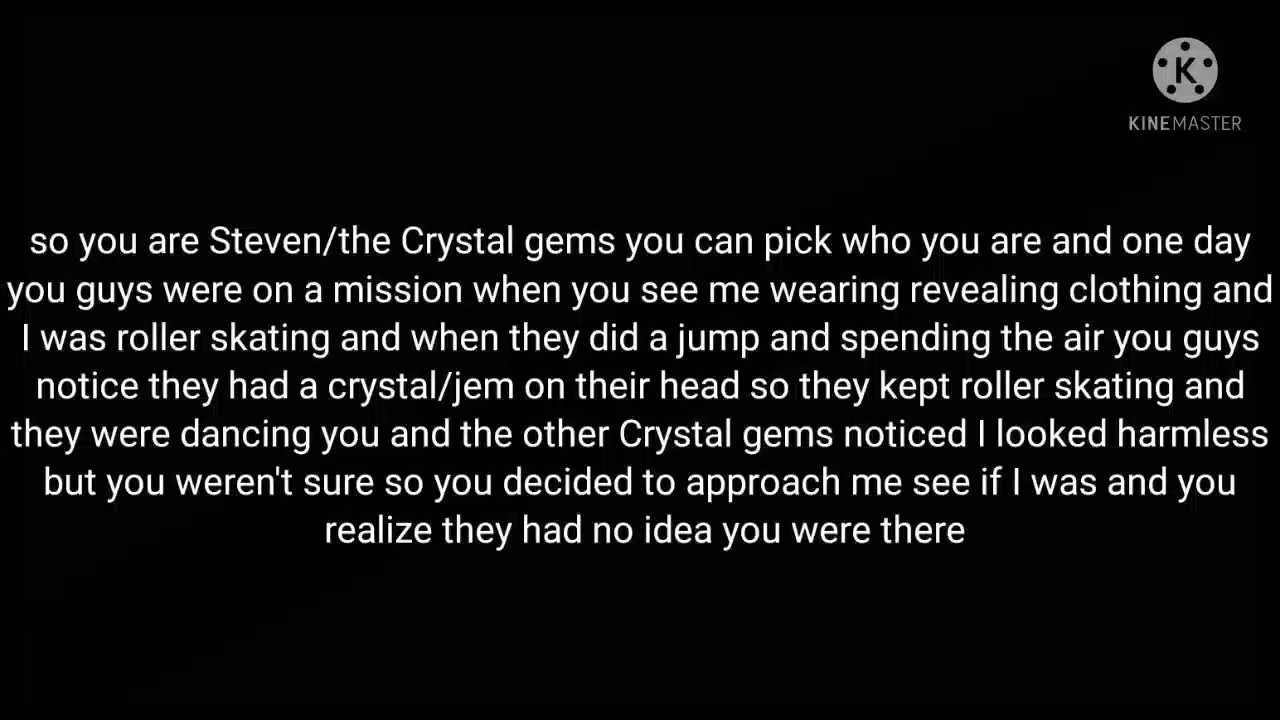 K
KINEMASTER
so you are Steven/the Crystal gems you can pick who you are and one day
you guys were on a mission when you see me wearing revealing clothing and
I was roller skating and when they did a jump and spending the air you guys
notice they had a crystal/jem on their head so they kept roller skating and
they were dancing you and the other Crystal gems noticed I looked harmless
but you weren't sure so you decided to approach me see if I was and you
realize they had no idea you were there